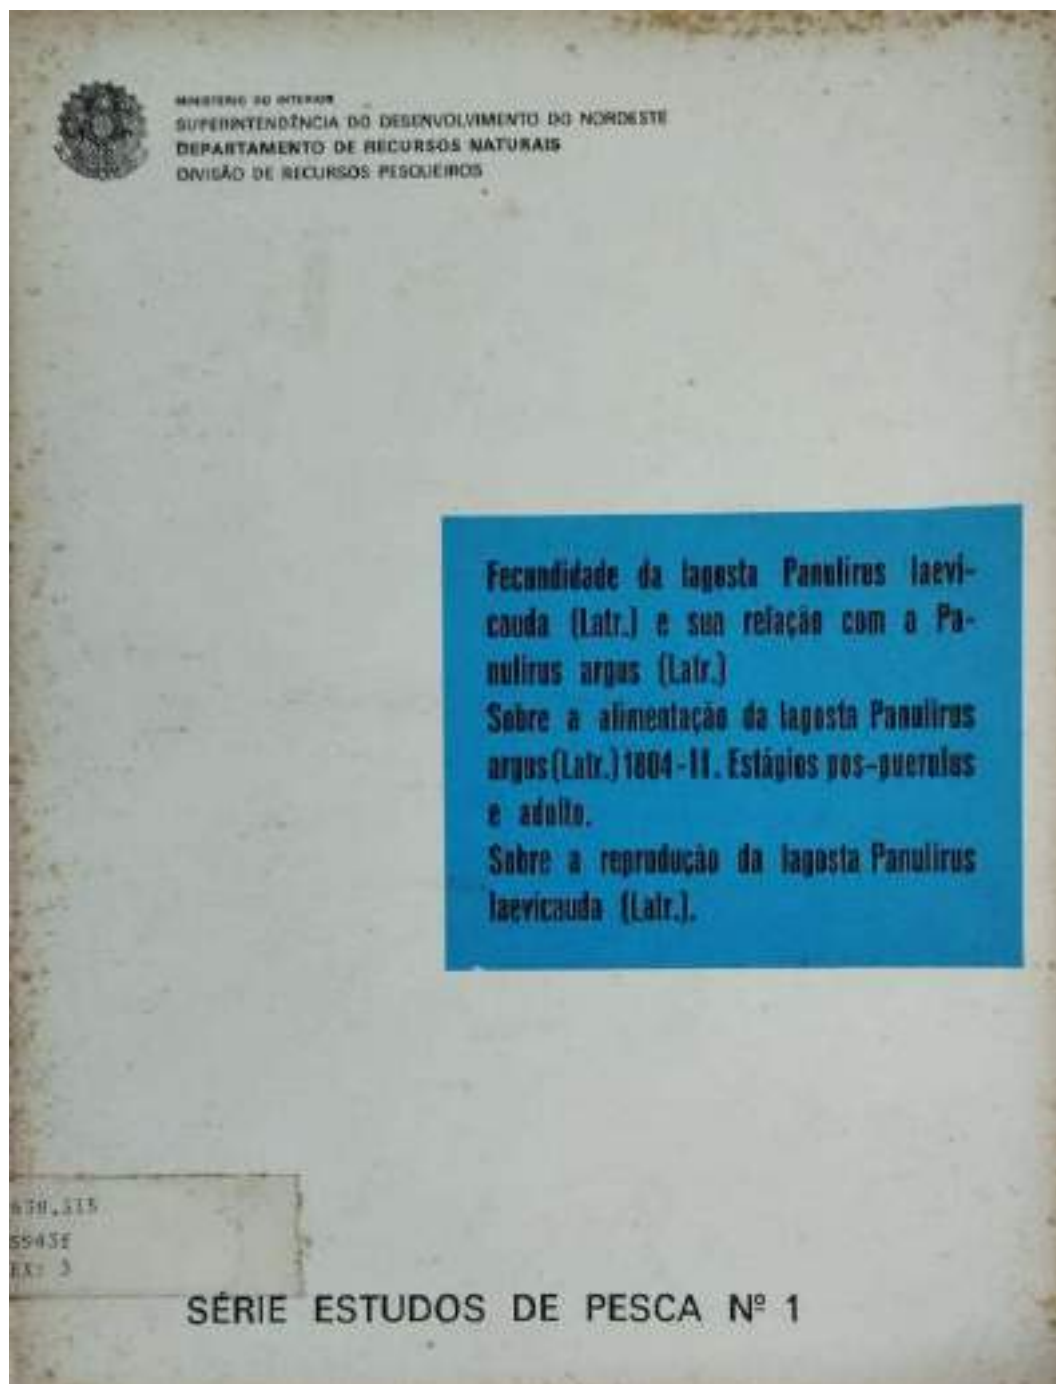 MINISTÉRIO DO INTERIOR
SUPERINTENDÊNCIA DO DESENVOLVIMENTO DO NORDESTE
DEPARTAMENTO DE RECURSOS NATURAIS
DIVISÃO DE RECURSOS PESQUEIROS
Fecundidade da lagosta Panulirus laevi-
cauda (Latr.) e sua relação com a Pa-
nulirus argus (Latr.)
Sobre a alimentação da lagosta Panulirus
argus (Latr.) 1804-II. Estágios pos-puerulus
e adulto.
Sobre a reprodução da lagosta Panulirus
laevicauda (Latr.).
EX: 3
SÉRIE ESTUDOS DE PESCA Nº 1